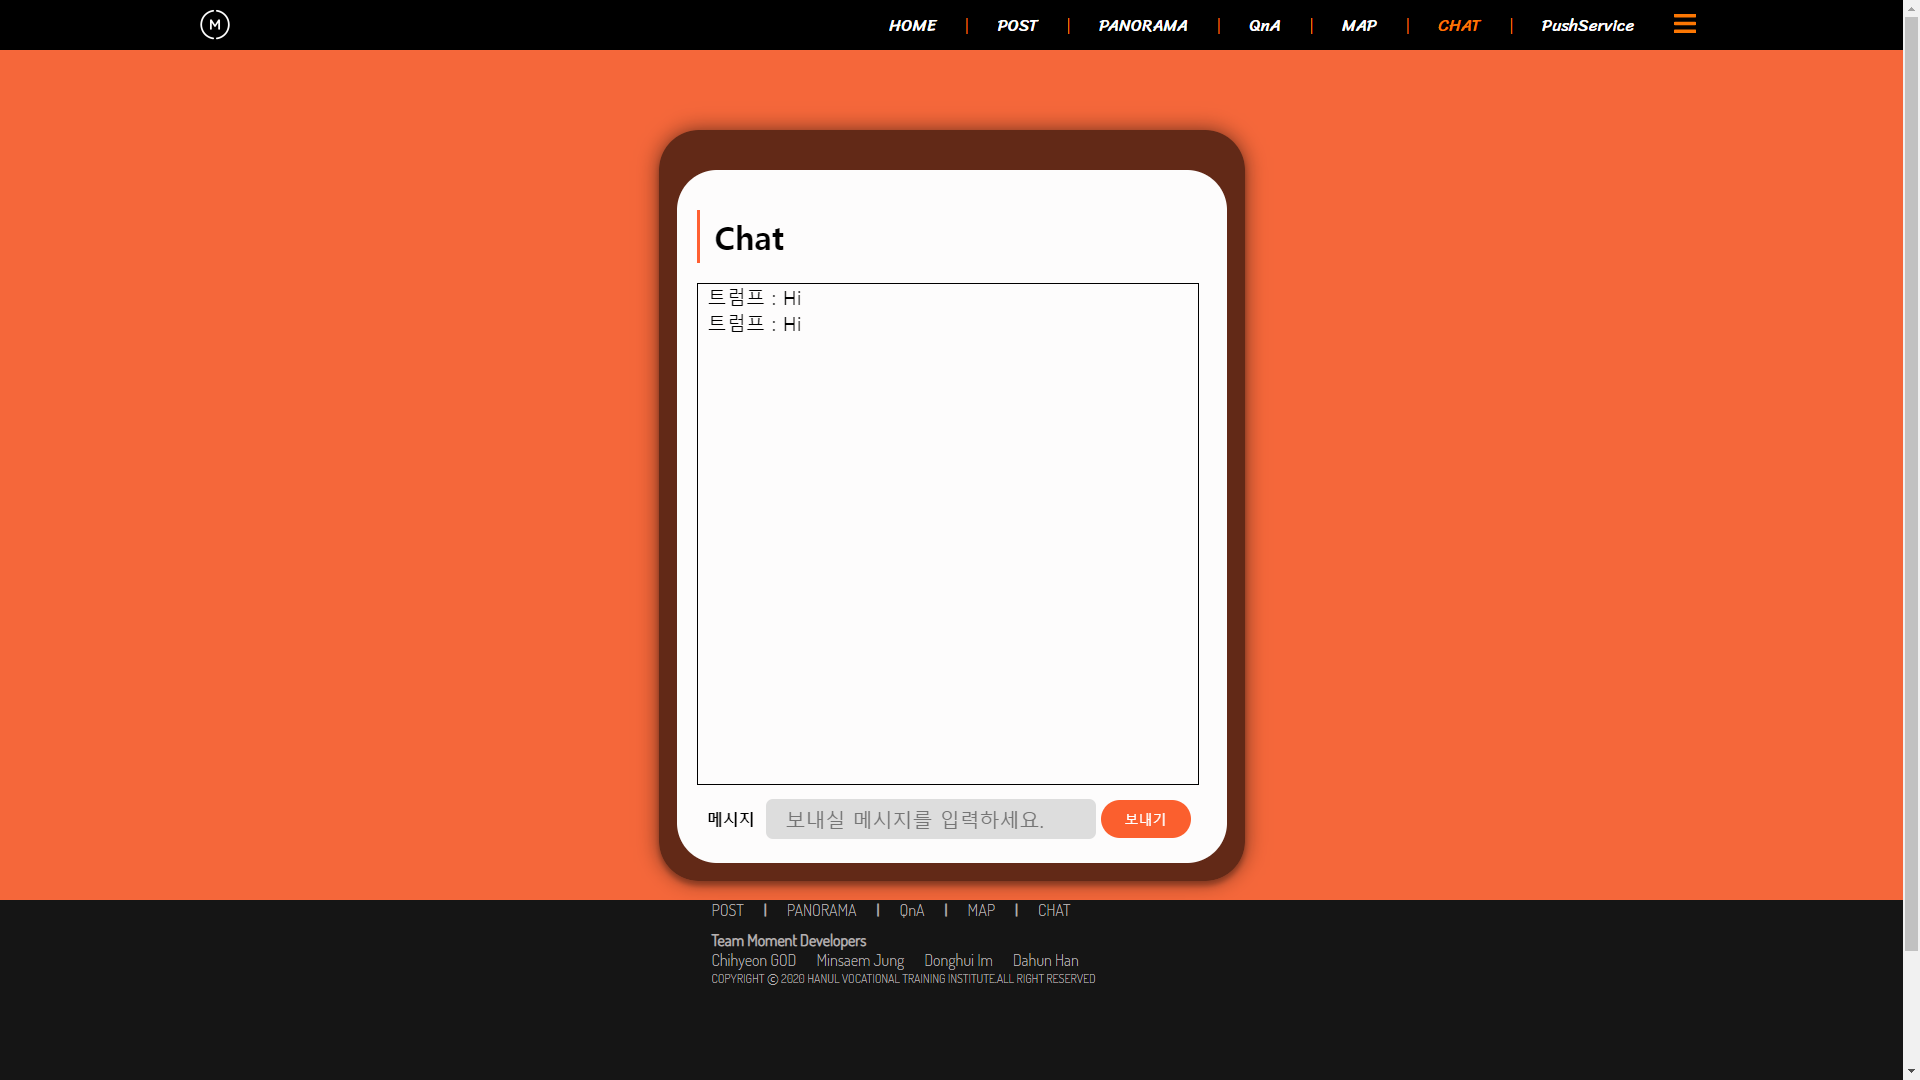 M
HOME | POST | PANORAMA | QnA | MAP | CHAT | PushService
Chat
트럼프 : Hi
트럼프 : Hi
메시지 보내실 메시지를 입력하세요. 보내기
POST | PANORAMA | QnA | MAP | CHAT
Team Moment Developers
Chihyeon GOD Minsaem Jung Donghui Im Dahun Han
COPYRIGHT ⓒ 2020 HANUL VOCATIONAL TRAINING INSTITUTE.ALL RIGHT RESERVED